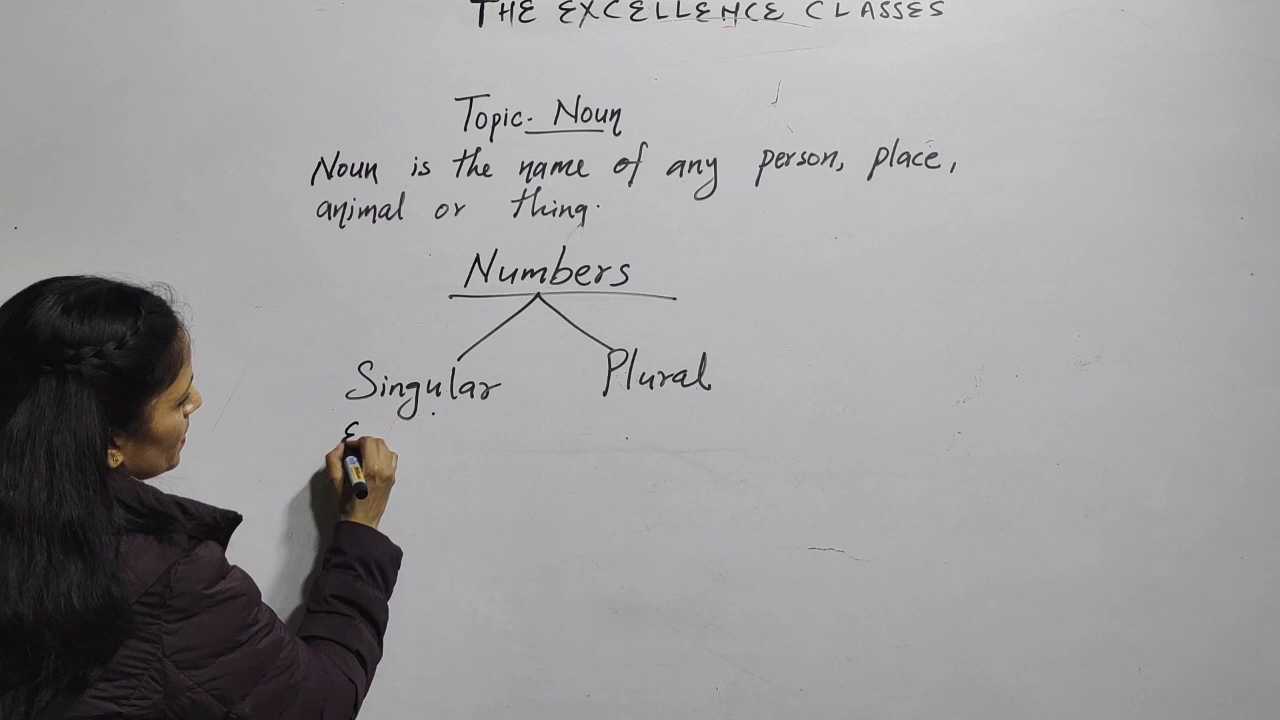 THE EXCELLENCE CLASSES
Topic. Noun
Noun is the name of any person, place,
animal or thing.
Numbers
Singular Plural
ε